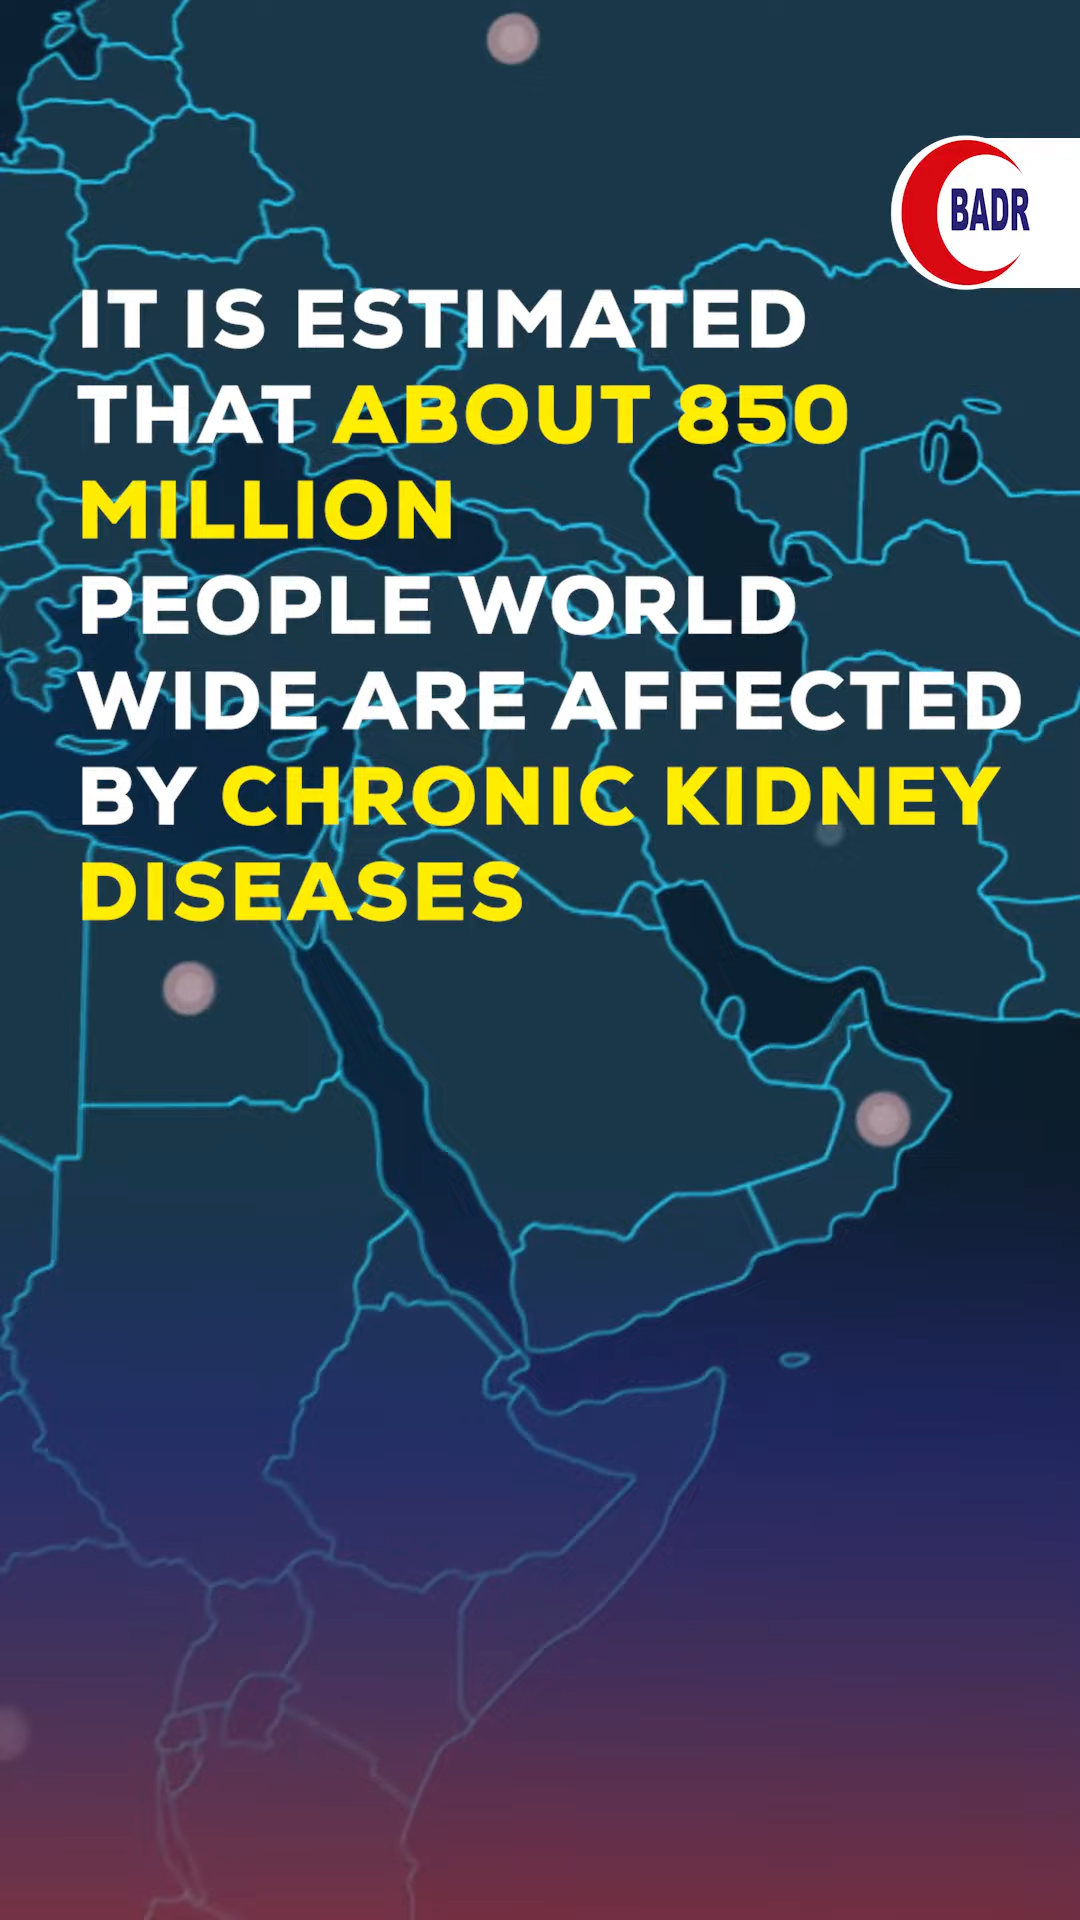 BADR
IT IS ESTIMATED
THAT ABOUT 850
MILLION
PEOPLE WORLD
WIDE ARE AFFECTED
BY CHRONIC KIDNEY
DISEASES